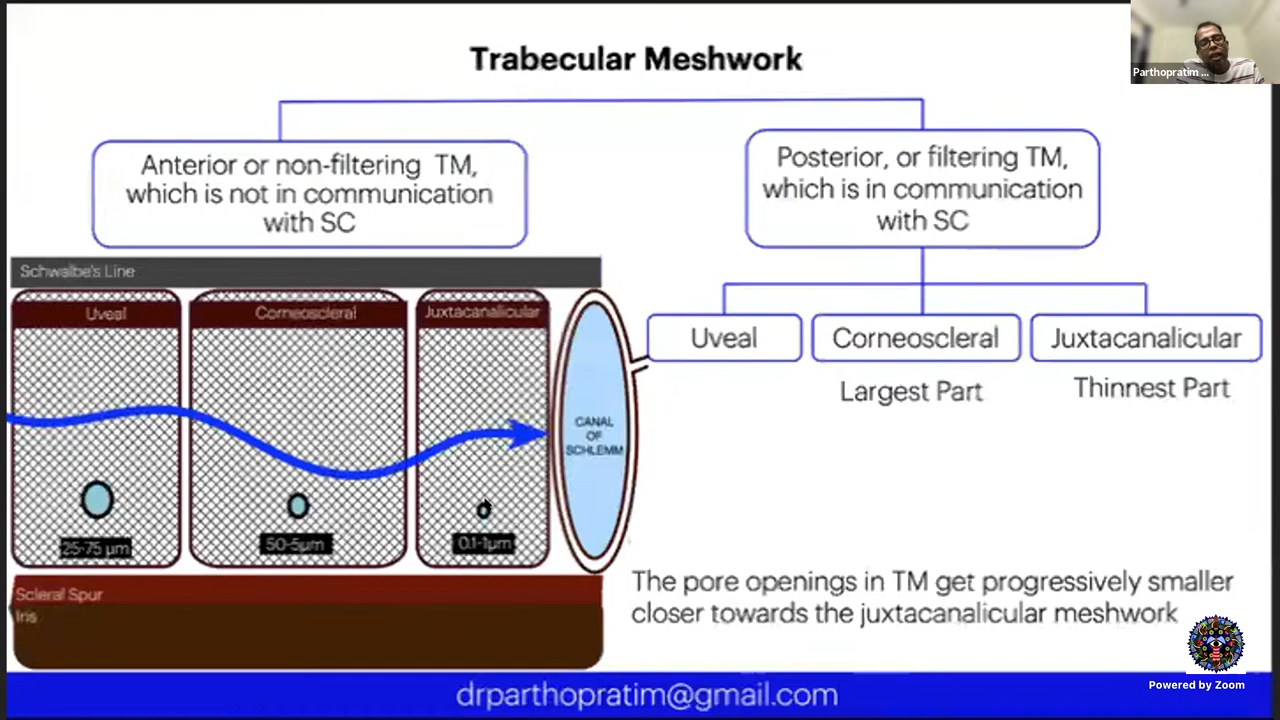 Trabecular Meshwork
Parthopratim ...
Anterior or non-filtering TM,
which is not in communication
with SC
Posterior, or filtering TM,
which is in communication
with SC
Schwalbe's Line
Uveal
Corneoscleral
Juxtacanalicular
CANAL
OF
SCHLEMM
25-75 µm
50-5µm
0.1-1µm
Scleral Spur
Iris
Uveal
Corneoscleral
Juxtacanalicular
Largest Part
Thinnest Part
The pore openings in TM get progressively smaller
closer towards the juxtacanalicular meshwork
Powered by Zoom
drparthopratim@gmail.com